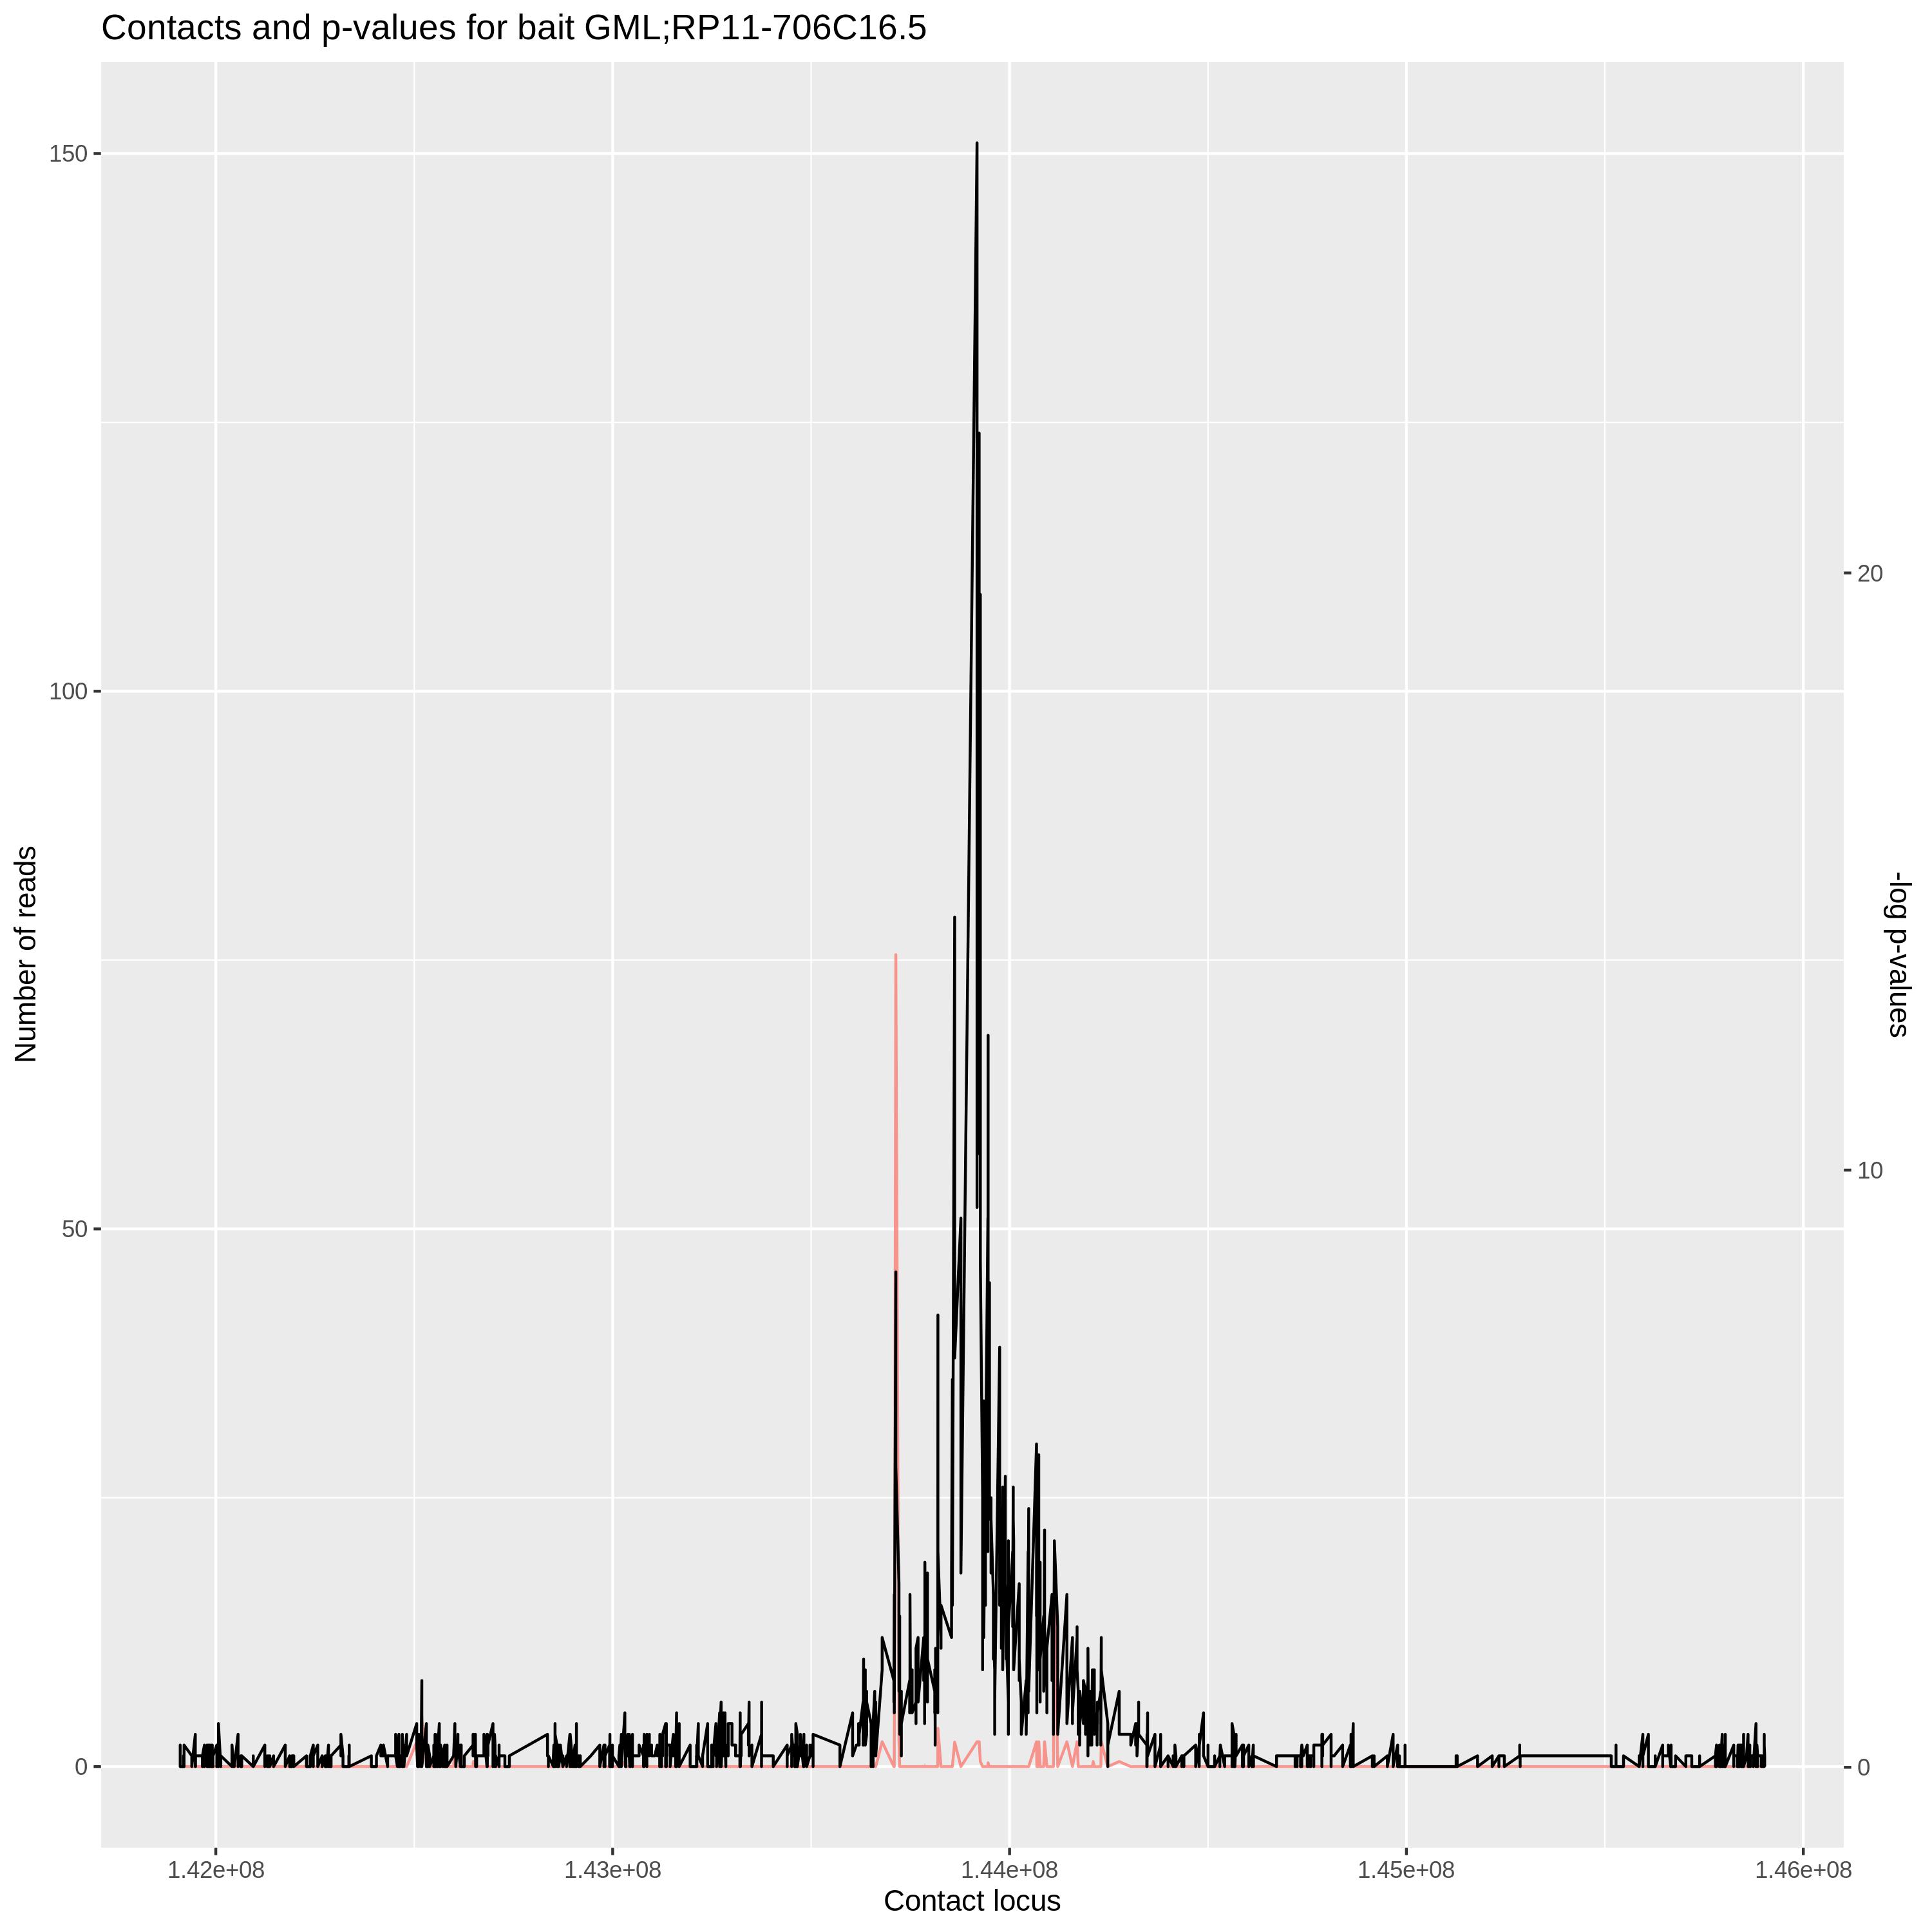 Contacts and p-values for bait GML;RP11-706C16.5
150
100
50
0
20
10
0
Number of reads
-log p-values
1.42e+08
1.43e+08
1.44e+08
1.45e+08
1.46e+08
Contact locus